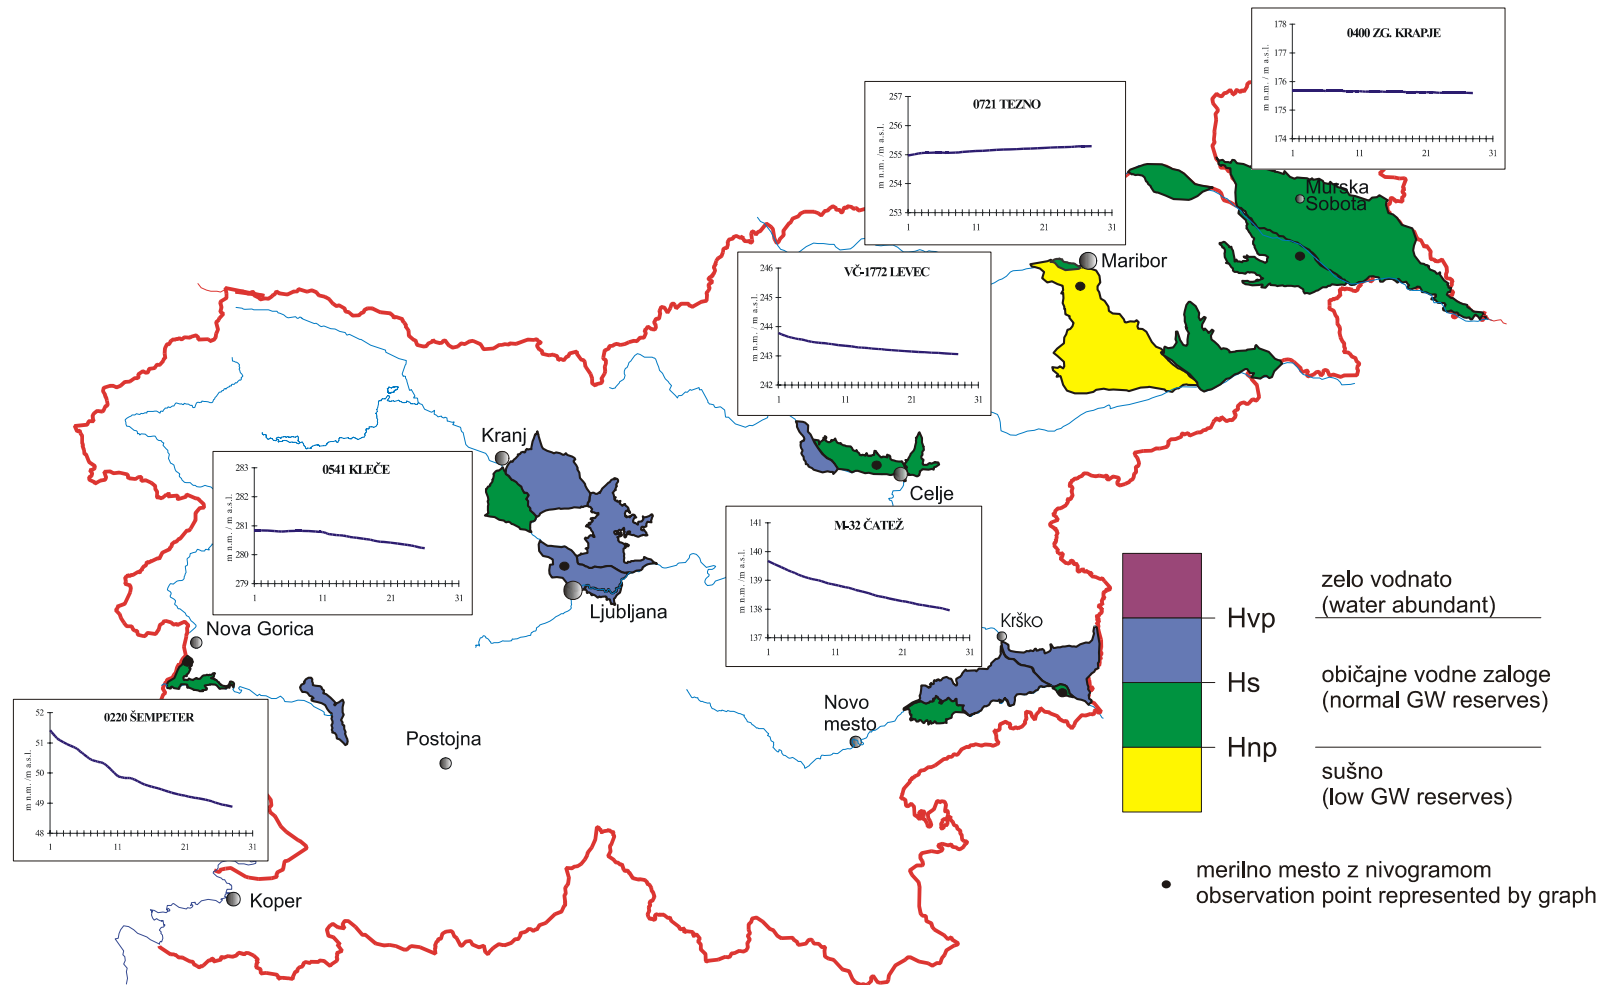 0400 ZG. KRAPJE
m n.m. / m a.s.l.
178
177
176
175
174
1
11
21
31
0721 TEZNO
m n.m. /m a.s.l.
257
256
255
254
253
1
11
21
31
Murska
Sobota
Maribor
VČ-1772 LEVEC
m n.m. / m a.s.l.
246
245
244
243
242
1
11
21
31
Kranj
0541 KLEČE
m n.m. / m a.s.l.
283
282
281
280
279
1
11
21
31
Celje
M-32 ČATEŽ
m n.m. /m a.s.l.
141
140
139
138
137
1
11
21
31
Ljubljana
Nova Gorica
Krško
Novo
mesto
Postojna
0220 ŠEMPETER
m n.m. /m a.s.l.
52
51
50
49
48
1
11
21
31
Koper
zelo vodnato
(water abundant)
Hvp
Hs
običajne vodne zaloge
(normal GW reserves)
Hnp
sušno
(low GW reserves)
merilno mesto z nivogramom
observation point represented by graph